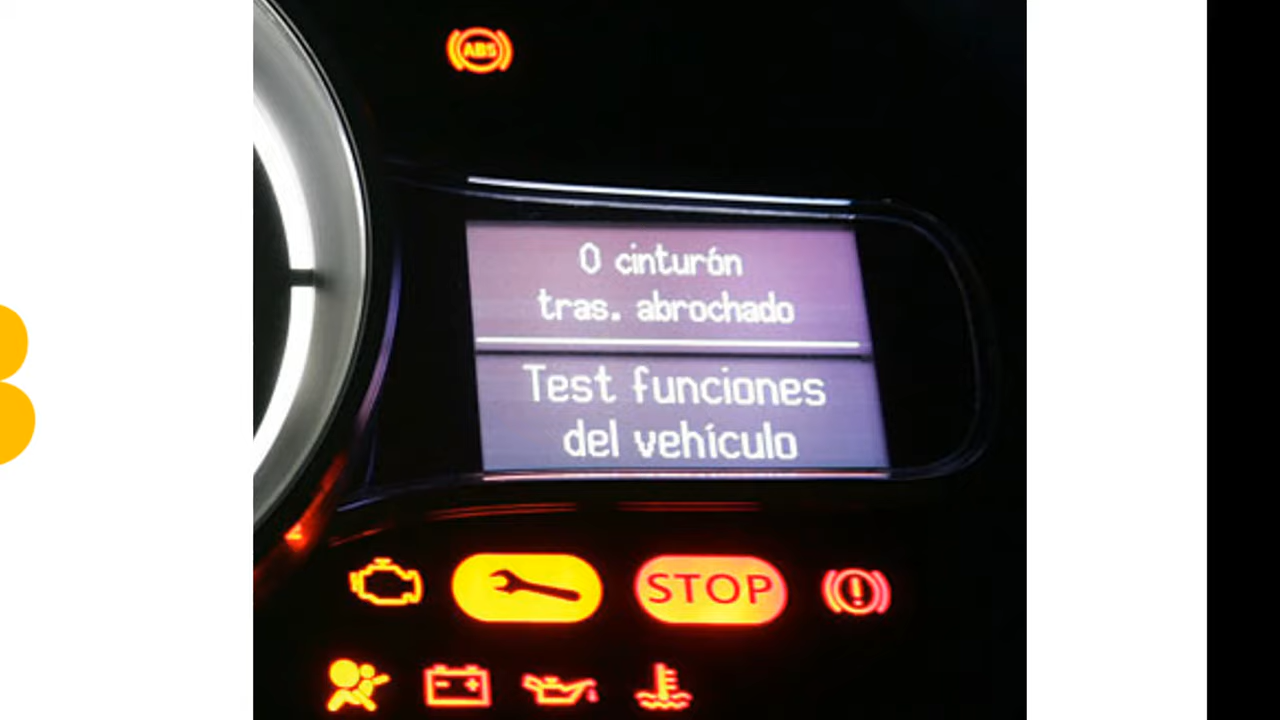 ABS
0 cinturón
tras. abrochado
Test funciones
del vehículo
STOP